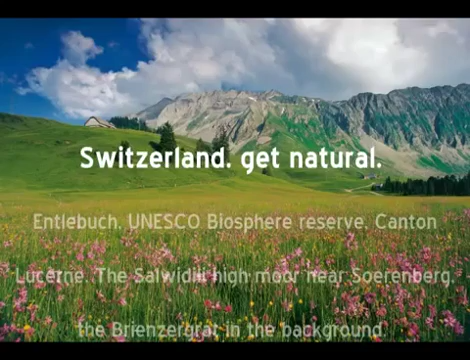 Switzerland. get natural.
Entlebuch. UNESCO Biosphere reserve. Canton
Lucerne. The Salwidili high moor near Soerenberg.
the Brienzergrat in the background.